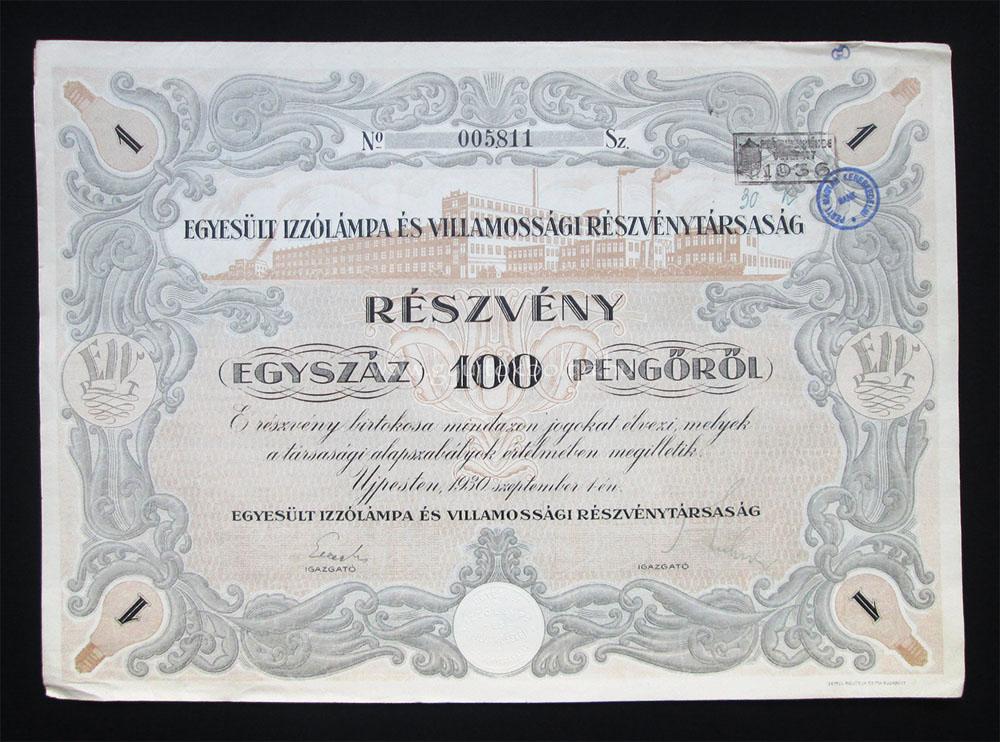 1
1
Nº 005811 Sz.
1936
30
EGYESÜLT IZZÓLÁMPA ÉS VILLAMOSSÁGI RÉSZVÉNYTÁRSASÁG
RÉSZVÉNY
(EGYSZÁZ) 100 PENGŐRŐL)
E részvény birtokosa mindazon jogokat élvezi, melyek
a társasági alapszabályok értelmében megilletik.
Ujpesten, 1930 szeptember 1-én.
EGYESÜLT IZZÓLÁMPA ÉS VILLAMOSSÁGI RÉSZVÉNYTÁRSASÁG
IGAZGATÓ
IGAZGATÓ
1
1